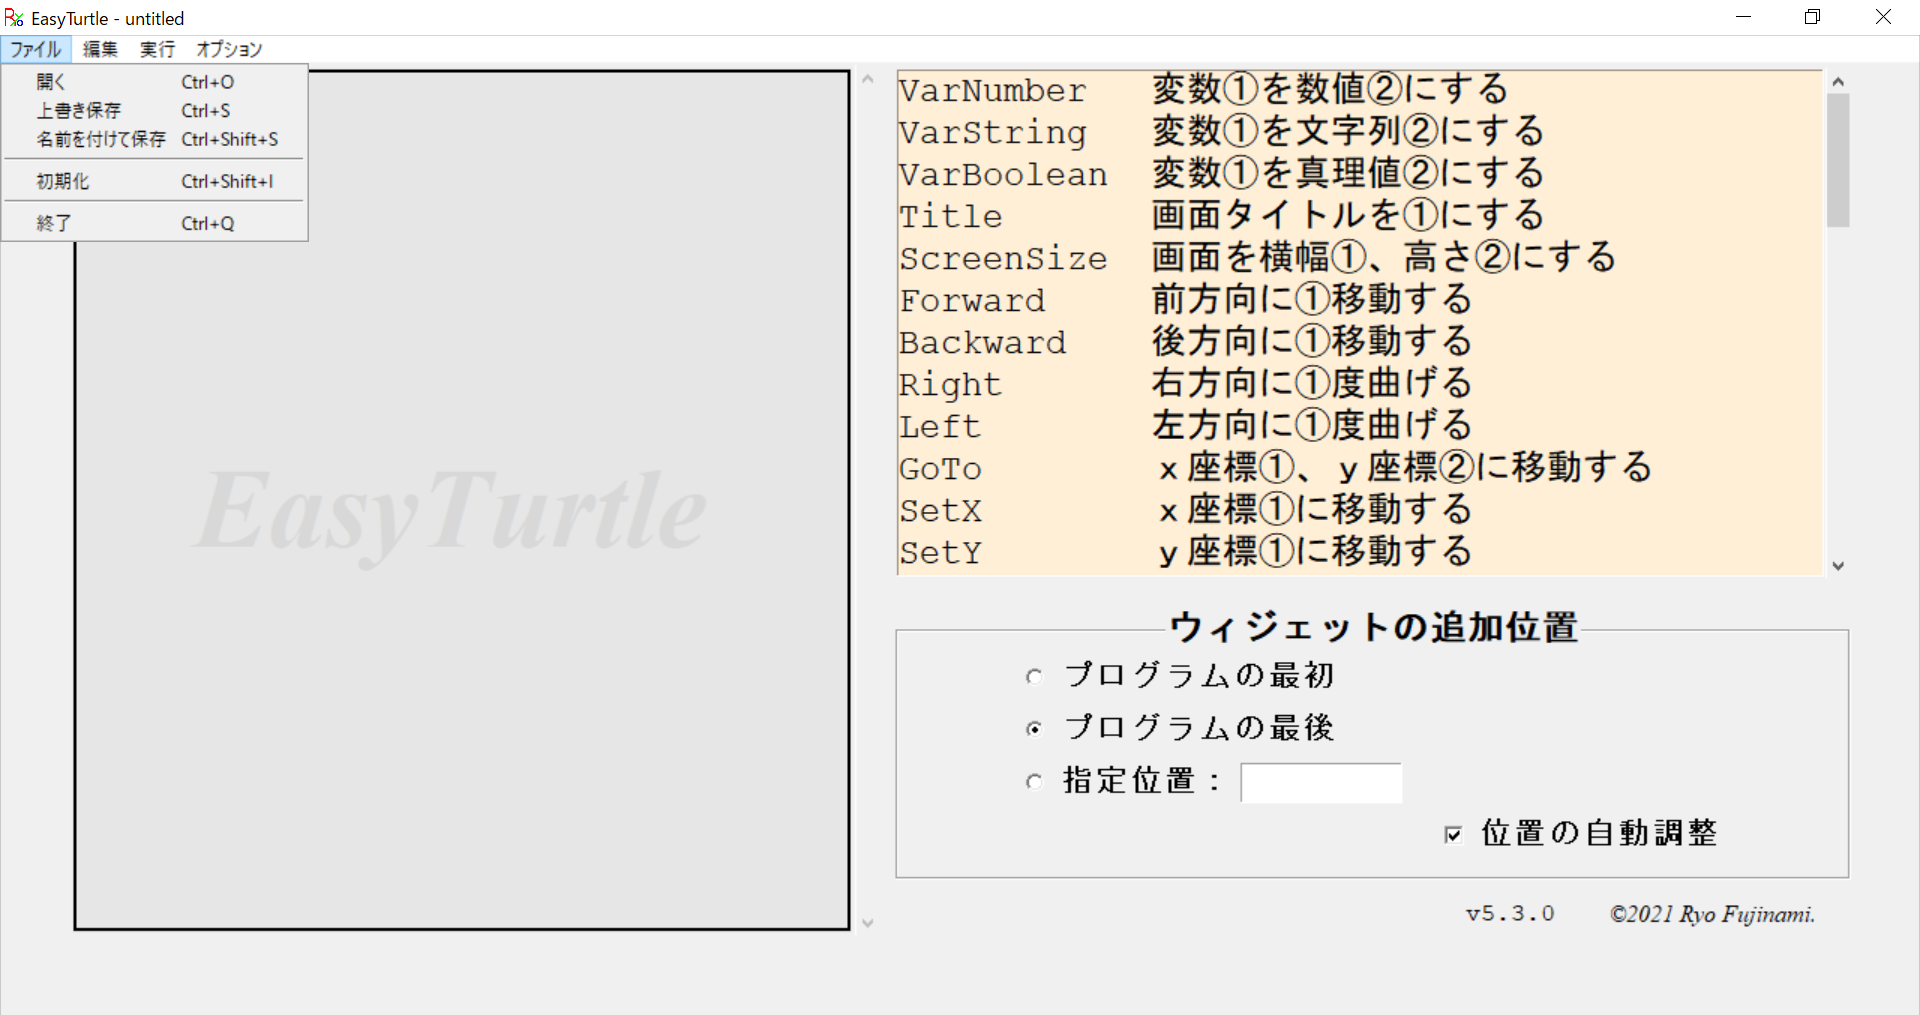 EasyTurtle - untitled
ファイル 編集 実行 オプション
開く Ctrl+O
上書き保存 Ctrl+S
名前を付けて保存 Ctrl+Shift+S
初期化 Ctrl+Shift+I
終了 Ctrl+Q
EasyTurtle
VarNumber 変数①を数値②にする
VarString 変数①を文字列②にする
VarBoolean 変数①を真理値②にする
Title 画面タイトルを①にする
ScreenSize 画面を横幅①、高さ②にする
Forward 前方向に①移動する
Backward 後方向に①移動する
Right 右方向に①度曲げる
Left 左方向に①度曲げる
GoTo ｘ座標①、ｙ座標②に移動する
SetX ｘ座標①に移動する
SetY ｙ座標①に移動する
ウィジェットの追加位置
プログラムの最初
プログラムの最後
指定位置：
位置の自動調整
v5.3.0 ©2021 Ryo Fujinami.